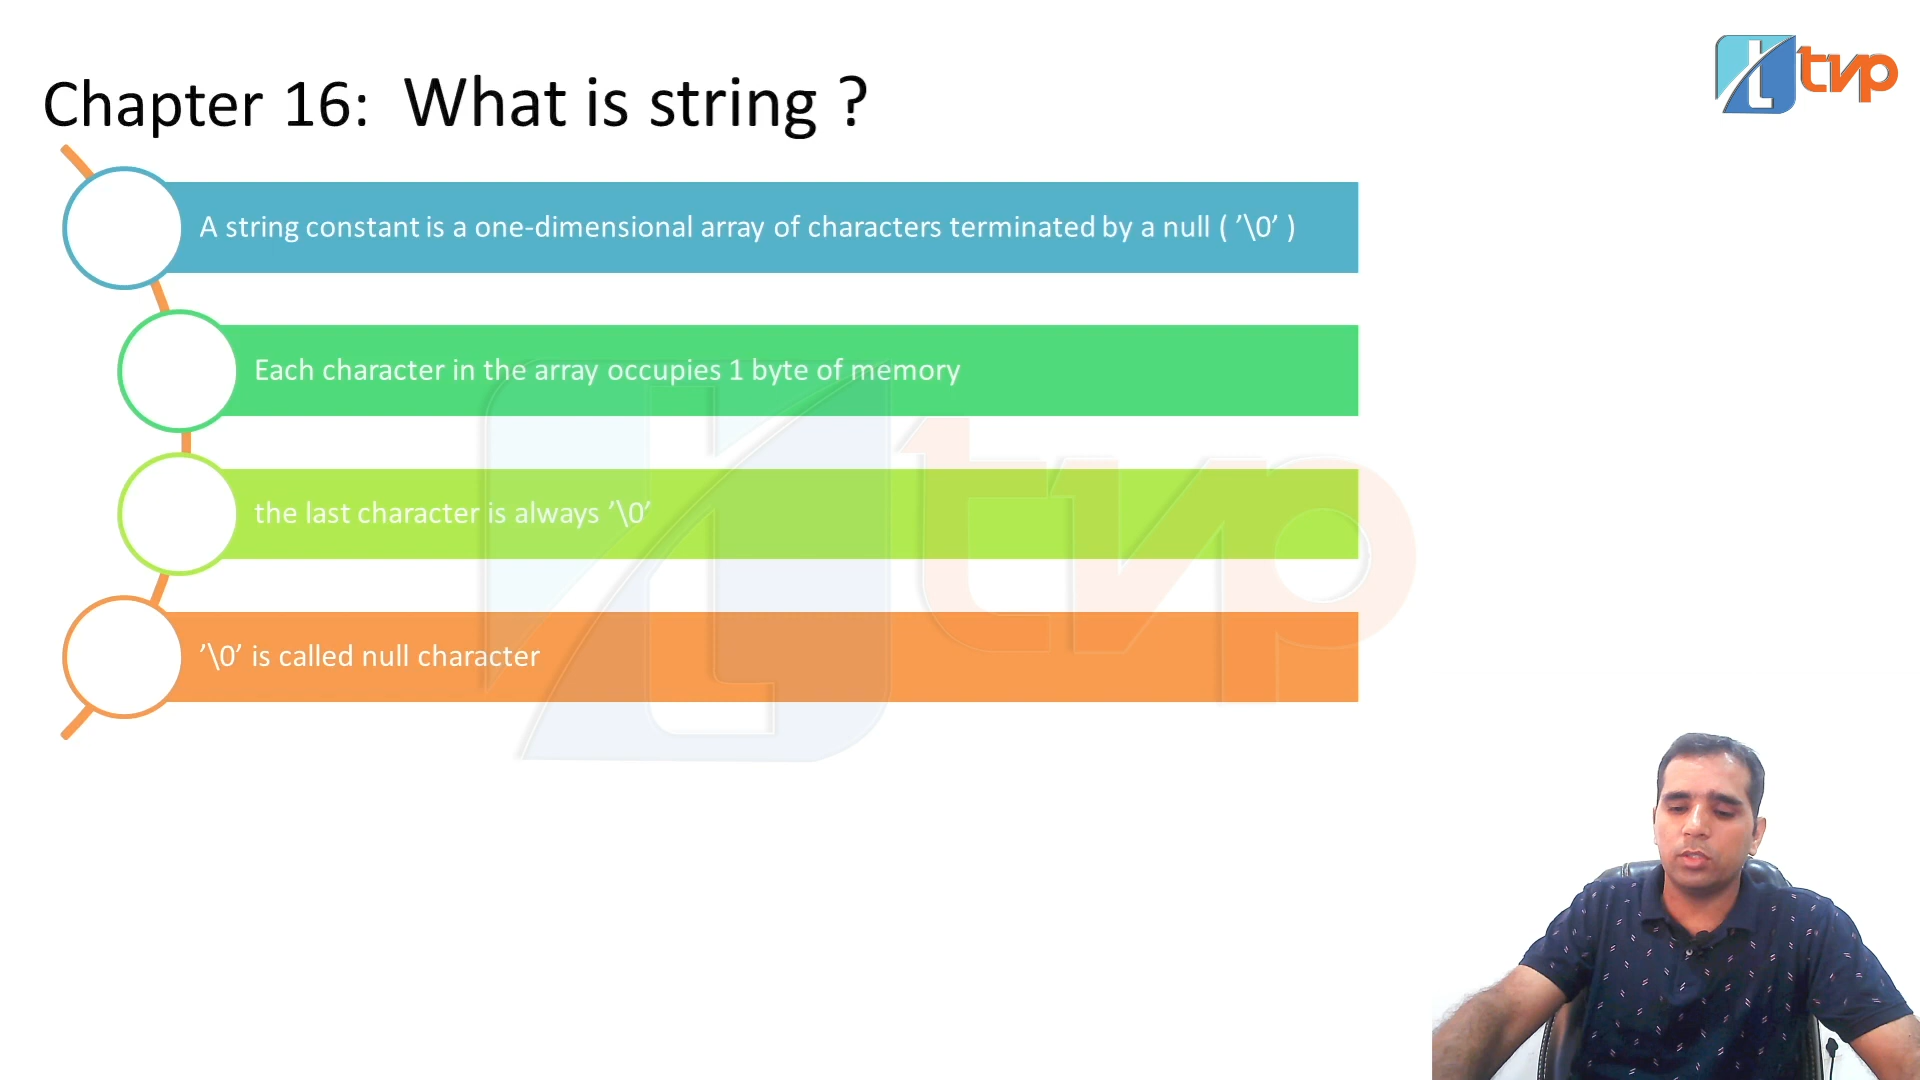 Chapter 16: What is string ?
tvp
A string constant is a one-dimensional array of characters terminated by a null ( ’\0’ )
Each character in the array occupies 1 byte of memory
the last character is always ’\0’
’\0’ is called null character
tvp